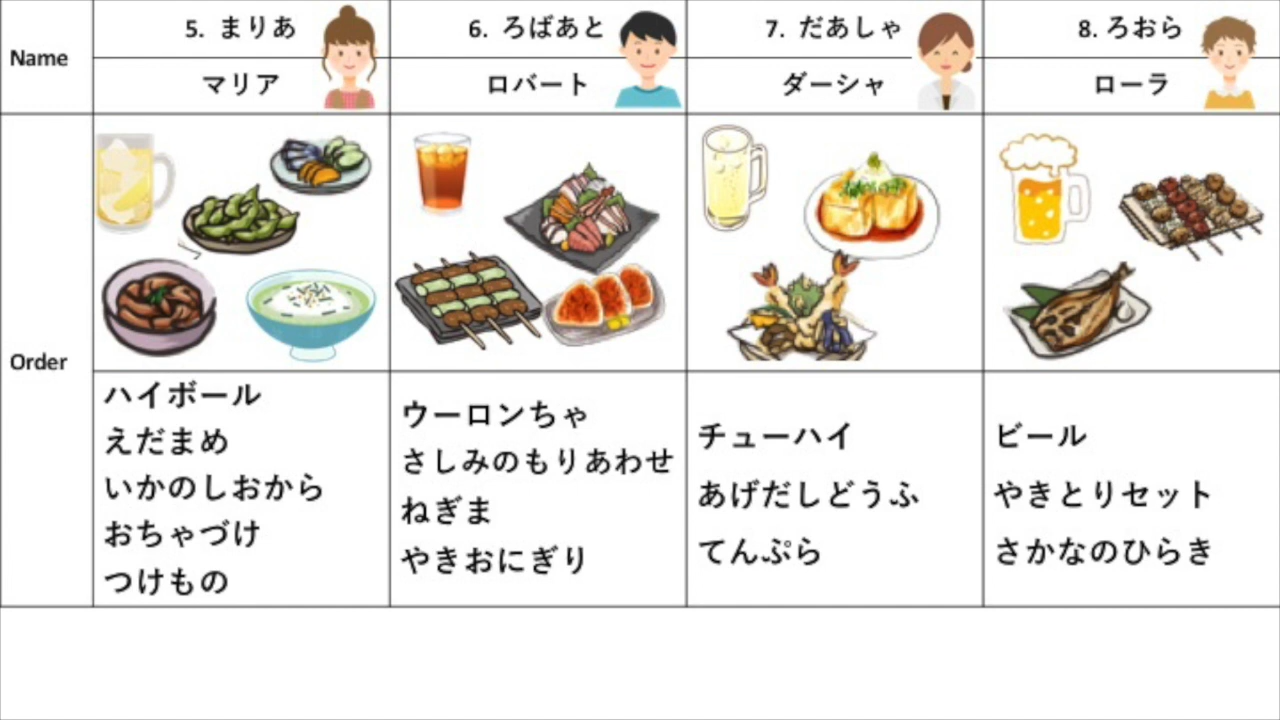 Name
5. まりあ
マリア
6. ろばあと
ロバート
7. だあしゃ
ダーシャ
8. ろおら
ローラ
Order
ハイボール
えだまめ
いかのしおから
おちゃづけ
つけもの
ウーロンちゃ
さしみのもりあわせ
ねぎま
やきおにぎり
チューハイ
あげだしどうふ
てんぷら
ビール
やきとりセット
さかなのひらき